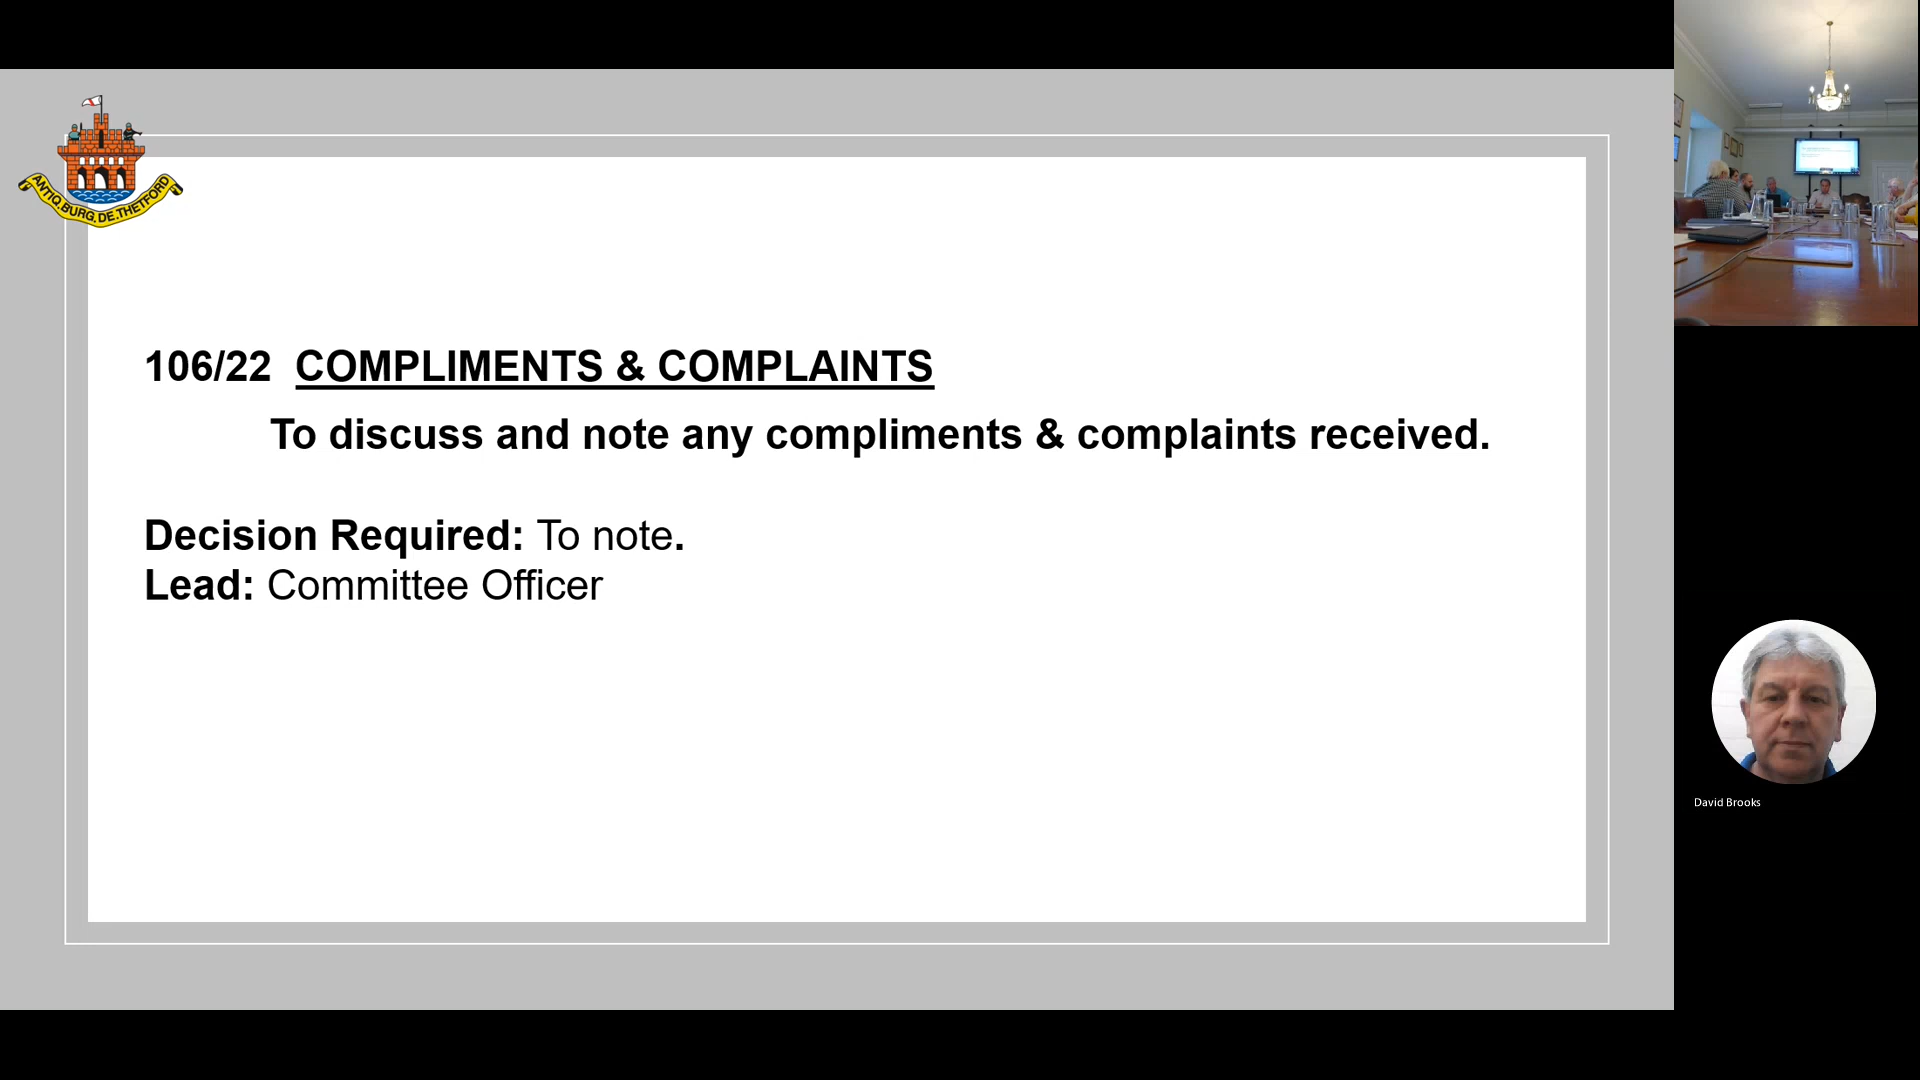 ANTIQ.BURG.DE.THETFORD
106/22 COMPLIMENTS & COMPLAINTS
To discuss and note any compliments & complaints received.
Decision Required: To note.
Lead: Committee Officer
David Brooks